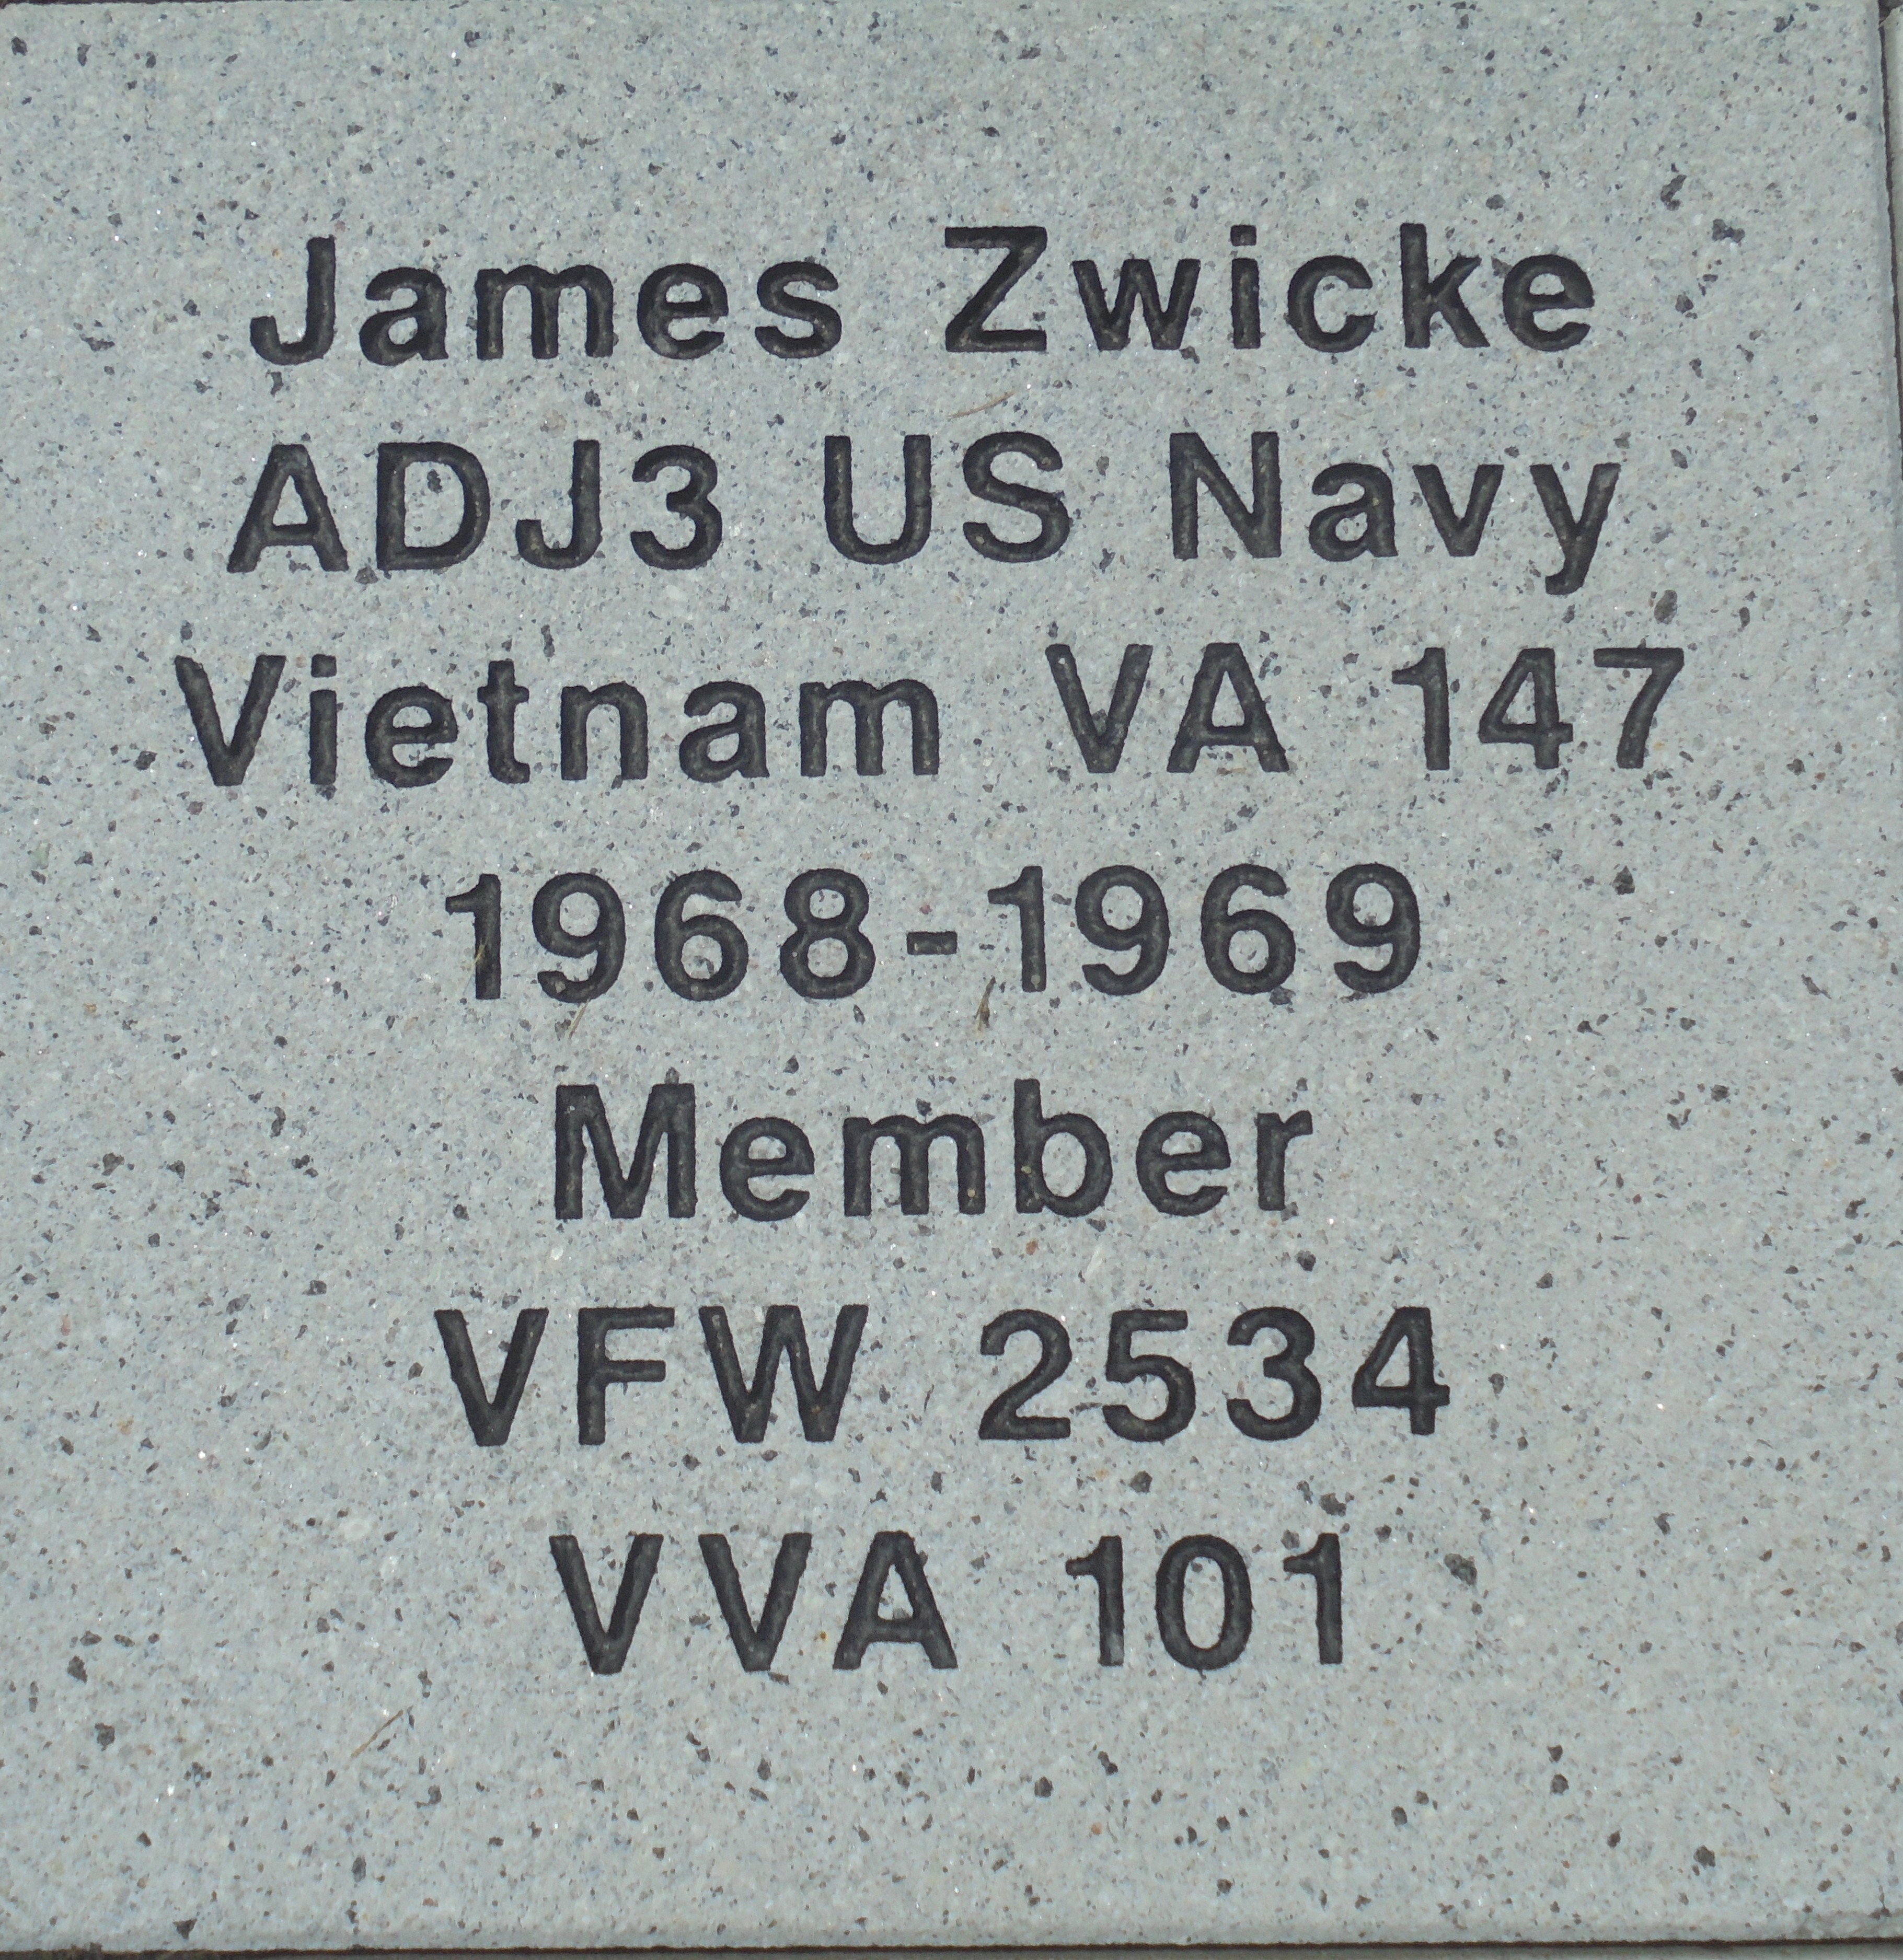 James Zwicke
ADJ3 US Navy
Vietnam VA 147
1968-1969
Member
VFW 2534
VVA 101